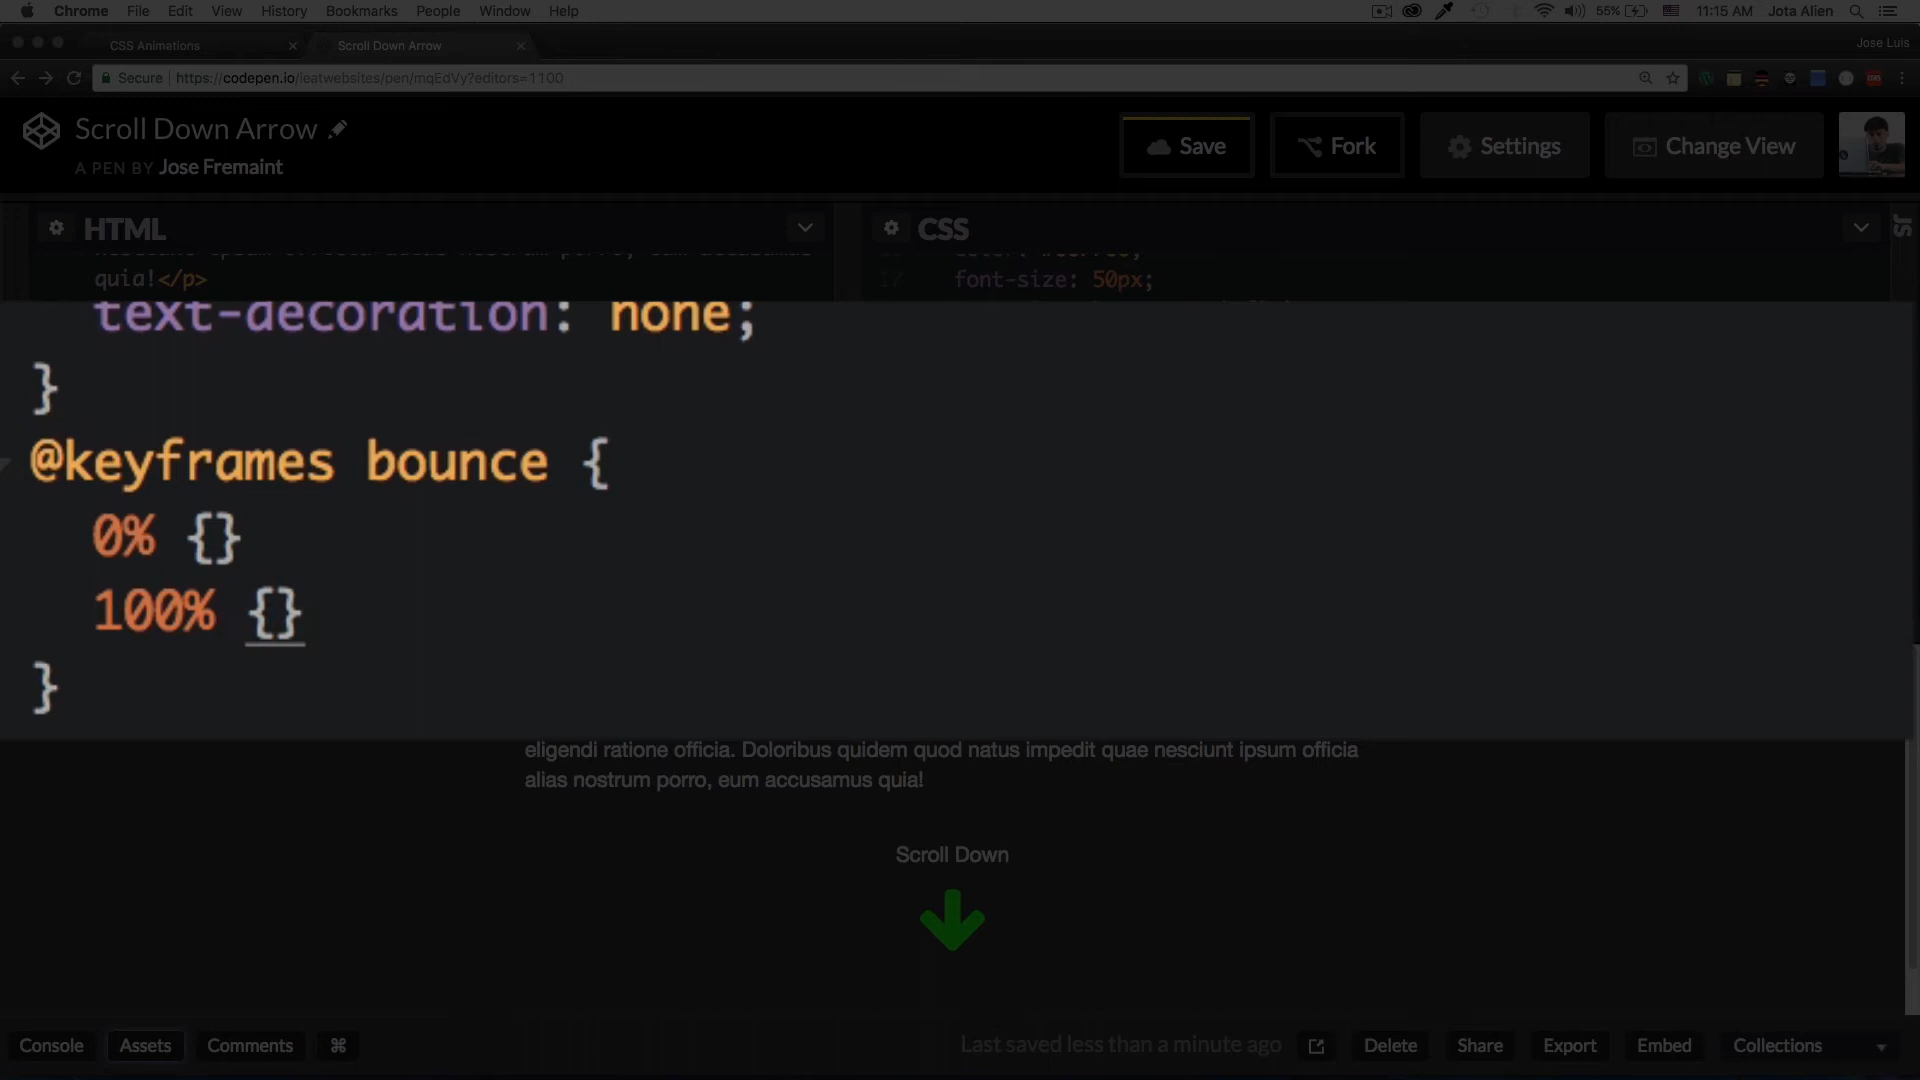 Chrome File Edit View History Bookmarks People Window Help 55% 11:15 AM Jota Alien
CSS Animations Scroll Down Arrow Jose Luis
Secure https://codepen.io/leatwebsites/pen/mqEdVy?editors=1100
Scroll Down Arrow
A PEN BY Jose Fremaint
Save Fork Settings Change View
HTML CSS JS
quia!</p>
17 font-size: 50px;
text-decoration: none;
}
@keyframes bounce {
0% {}
100% {}
}
eligendi ratione officia. Doloribus quidem quod natus impedit quae nesciunt ipsum officia
alias nostrum porro, eum accusamus quia!
Scroll Down
Console Assets Comments ⌘ Last saved less than a minute ago Delete Share Export Embed Collections